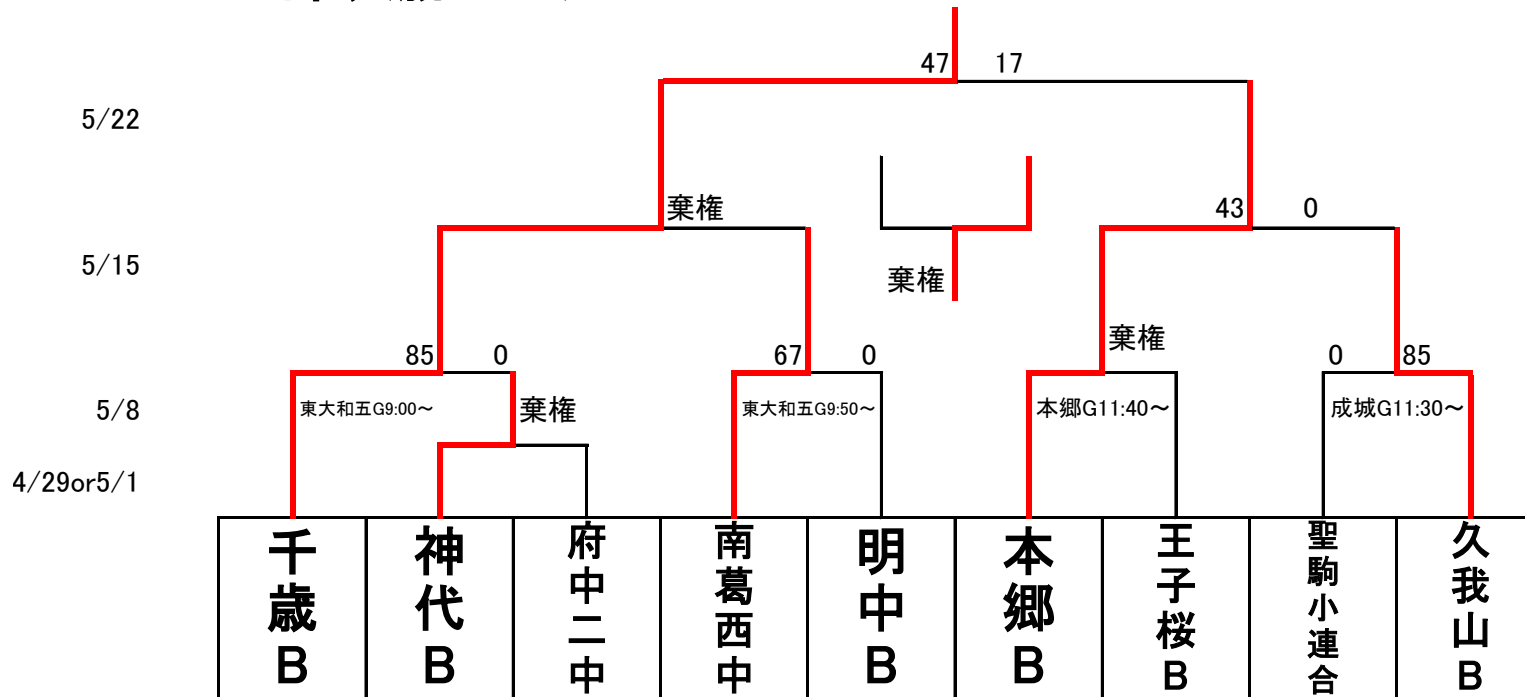 47 17
5/22
棄権
43 0
5/15
棄権
棄権
85 0
67 0
0 85
5/8
東大和五G9:00～
棄権
東大和五G9:50～
本郷G11:40～
成城G11:30～
4/29or5/1
千歳B
神代B
府中二中
南葛西中
明中B
本郷B
王子桜B
聖駒小連合
久我山B